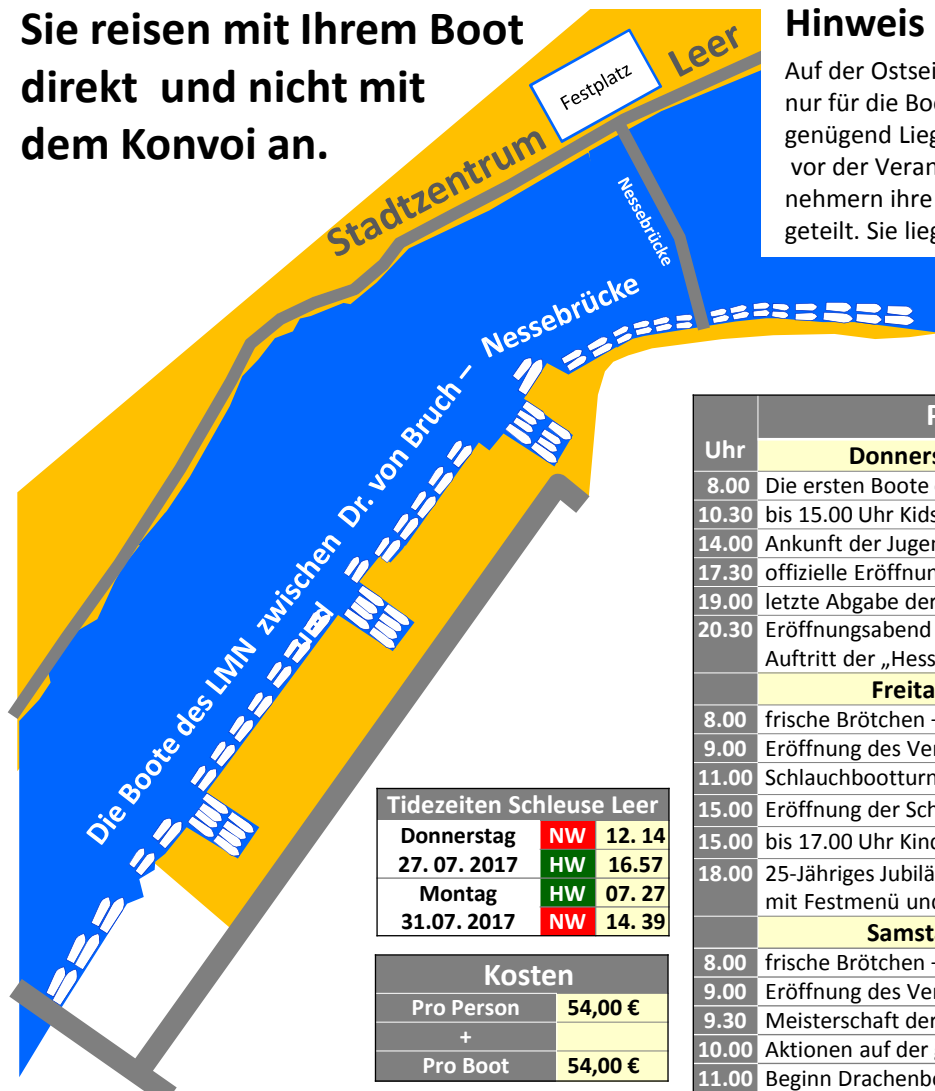 Sie reisen mit Ihrem Boot
direkt und nicht mit
dem Konvoi an.
Stadtzentrum Leer
Festplatz
Nessebrücke
Die Boote des LMN zwischen Dr. von Bruch – Nessebrücke
Hinweis
Auf der Ostsei
nur für die Boo
genügend Lieg
vor der Veran
nehmern ihre
geteilt. Sie lieg
Tidezeiten Schleuse Leer
Donnerstag NW 12. 14
27. 07. 2017 HW 16.57
Montag HW 07. 27
31.07. 2017 NW 14. 39
Kosten
Pro Person 54,00 €
+
Pro Boot 54,00 €
Uhr
Donners
8.00 Die ersten Boote
10.30 bis 15.00 Uhr Kids
14.00 Ankunft der Jugen
17.30 offizielle Eröffnun
19.00 letzte Abgabe der
20.30 Eröffnungsabend
Auftritt der „Hess
Freita
8.00 frische Brötchen -
9.00 Eröffnung des Ver
11.00 Schlauchbootturn
15.00 Eröffnung der Sch
15.00 bis 17.00 Uhr Kind
18.00 25-Jähriges Jubilä
mit Festmenü und
Samst
8.00 frische Brötchen -
9.00 Eröffnung des Ver
9.30 Meisterschaft der
10.00 Aktionen auf der
11.00 Beginn Drachenbo